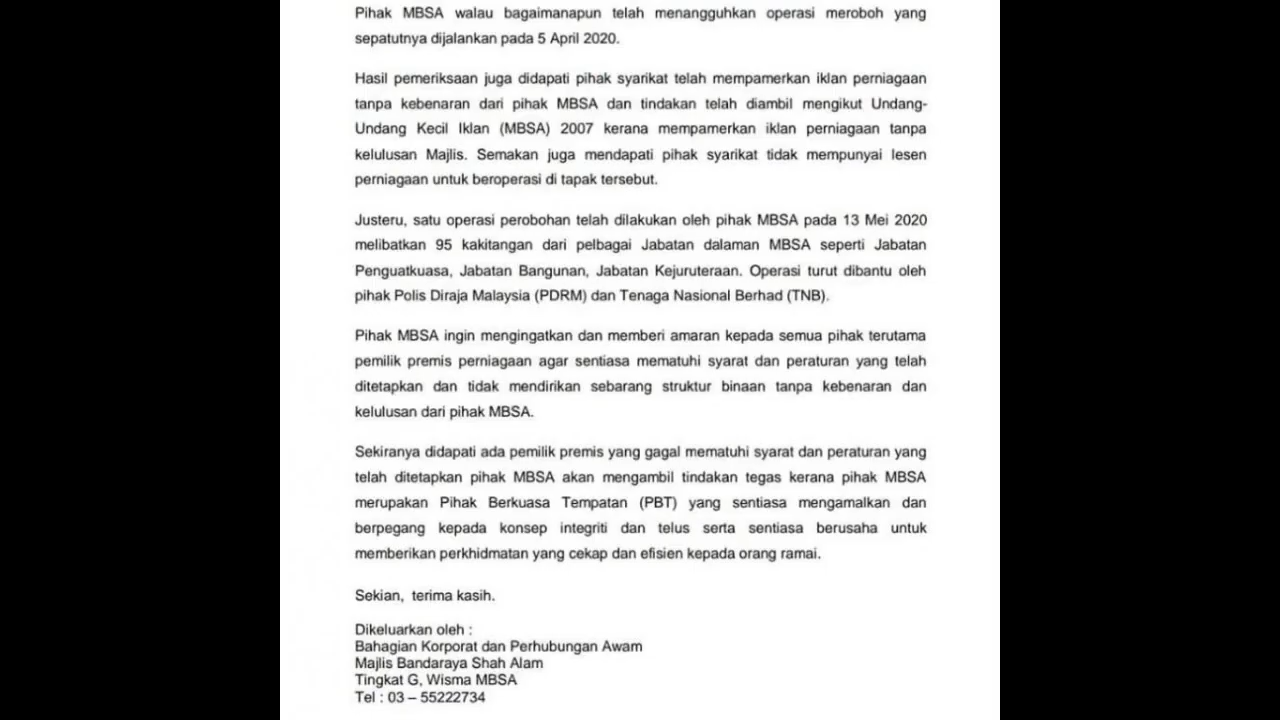 Pihak MBSA walau bagaimanapun telah menangguhkan operasi meroboh yang
sepatutnya dijalankan pada 5 April 2020.
Hasil pemeriksaan juga didapati pihak syarikat telah mempamerkan iklan perniagaan
tanpa kebenaran dari pihak MBSA dan tindakan telah diambil mengikut Undang-
Undang Kecil Iklan (MBSA) 2007 kerana mempamerkan iklan perniagaan tanpa
kelulusan Majlis. Semakan juga mendapati pihak syarikat tidak mempunyai lesen
perniagaan untuk beroperasi di tapak tersebut.
Justeru, satu operasi perobohan telah dilakukan oleh pihak MBSA pada 13 Mei 2020
melibatkan 95 kakitangan dari pelbagai Jabatan dalaman MBSA seperti Jabatan
Penguatkuasa, Jabatan Bangunan, Jabatan Kejuruteraan. Operasi turut dibantu oleh
pihak Polis Diraja Malaysia (PDRM) dan Tenaga Nasional Berhad (TNB).
Pihak MBSA ingin mengingatkan dan memberi amaran kepada semua pihak terutama
pemilik premis perniagaan agar sentiasa mematuhi syarat dan peraturan yang telah
ditetapkan dan tidak mendirikan sebarang struktur binaan tanpa kebenaran dan
kelulusan dari pihak MBSA.
Sekiranya didapati ada pemilik premis yang gagal mematuhi syarat dan peraturan yang
telah ditetapkan pihak MBSA akan mengambil tindakan tegas kerana pihak MBSA
merupakan Pihak Berkuasa Tempatan (PBT) yang sentiasa mengamalkan dan
berpegang kepada konsep integriti dan telus serta sentiasa berusaha untuk
memberikan perkhidmatan yang cekap dan efisien kepada orang ramai.
Sekian, terima kasih.
Dikeluarkan oleh :
Bahagian Korporat dan Perhubungan Awam
Majlis Bandaraya Shah Alam
Tingkat G, Wisma MBSA
Tel : 03 – 55222734